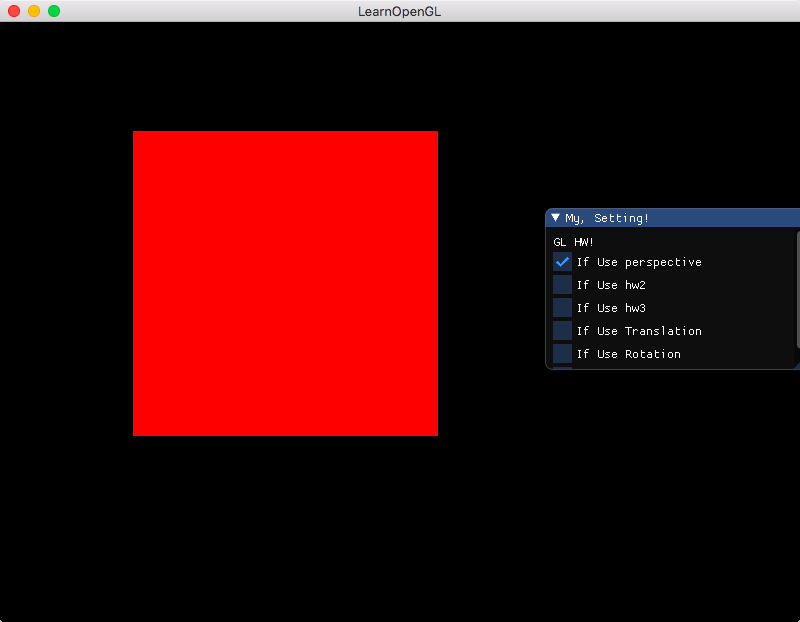 LearnOpenGL
My, Setting!
GL HW!
If Use perspective
If Use hw2
If Use hw3
If Use Translation
If Use Rotation